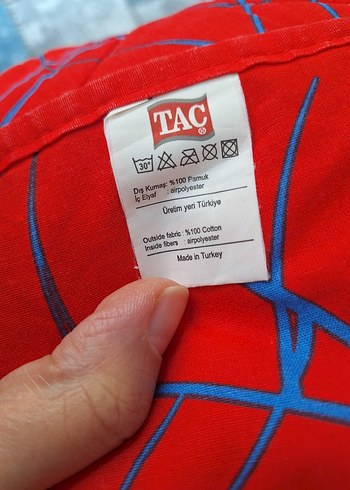 TAC®
30°
Dış Kumaş: %100 Pamuk
İç Elyaf : airpolyester
Üretim yeri Türkiye
Outside fabric : %100 Cotton
Inside fibers : airpolyester
Made in Turkey